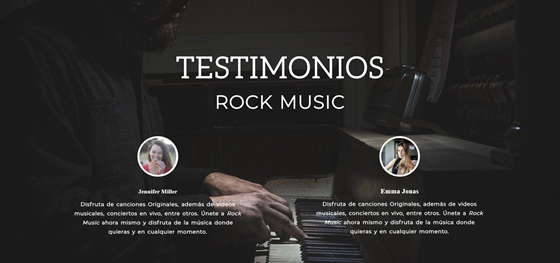 TESTIMONIOS
ROCK MUSIC
Jennifer Miller
Disfruta de canciones Originales, además de videos
musicales, conciertos en vivo, entre otros. Únete a Rock
Music ahora mismo y disfruta de la música donde
quieras y en cualquier momento.
Emma Jonas
Disfruta de canciones Originales, además de videos
musicales, conciertos en vivo, entre otros. Únete a Rock
Music ahora mismo y disfruta de la música donde
quieras y en cualquier momento.